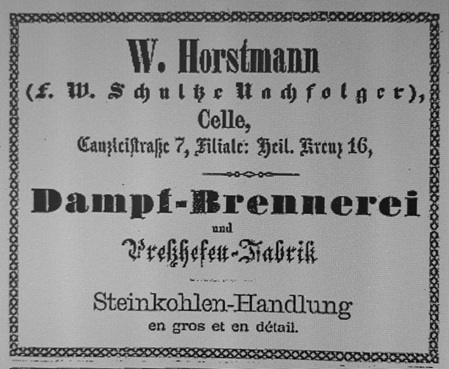 W. Horstmann
(F. W. Schultze Nachfolger),
Celle,
Canzleistraße 7, Filiale: Heil. Kreuz 16,
Dampf-Brennerei
und
Preßhefen-Fabrik
Steinkohlen-Handlung
en gros et en détail.